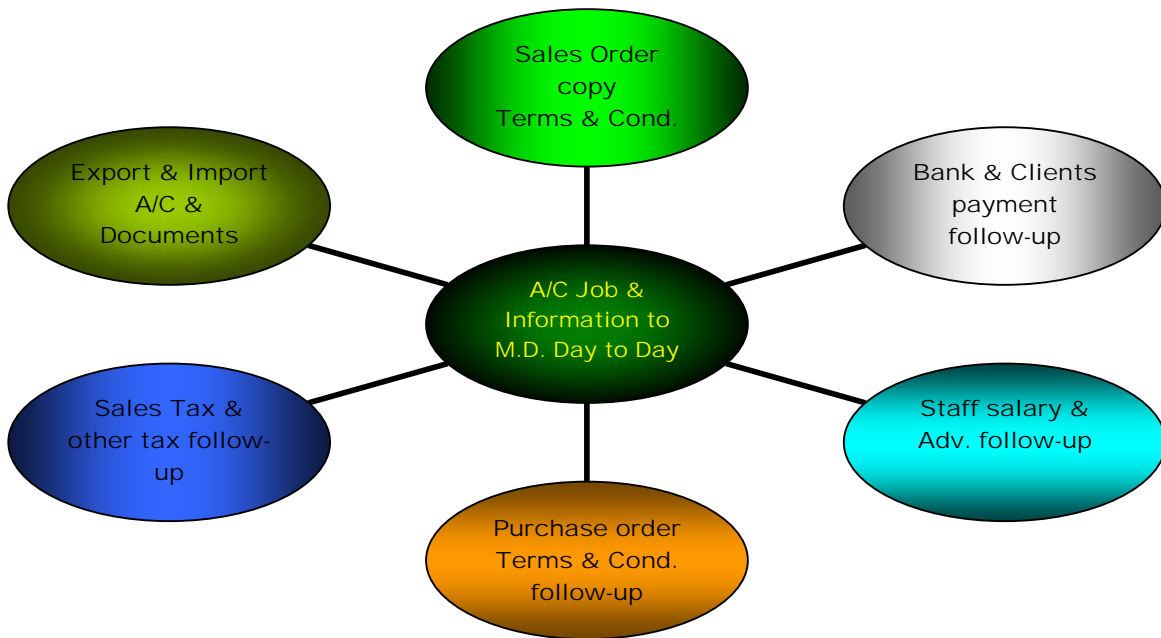 Sales Order
copy
Terms & Cond.
Export & Import
A/C &
Documents
Bank & Clients
payment
follow-up
A/C Job &
Information to
M.D. Day to Day
Sales Tax &
other tax follow-
up
Staff salary &
Adv. follow-up
Purchase order
Terms & Cond.
follow-up